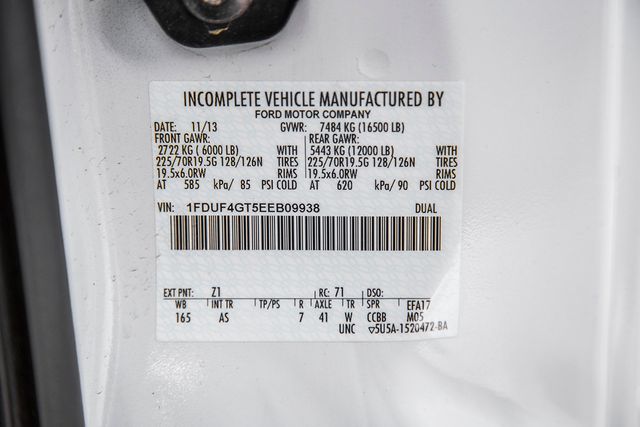 INCOMPLETE VEHICLE MANUFACTURED BY
FORD MOTOR COMPANY
DATE: 11/13 GVWR: 7484 KG (16500 LB)
FRONT GAWR: REAR GAWR:
2722 KG ( 6000 LB) WITH 5443 KG (12000 LB) WITH
225/70R19.5G 128/126N TIRES 225/70R19.5G 128/126N TIRES
19.5x6.0RW RIMS 19.5x6.0RW RIMS
AT 585 kPa/ 85 PSI COLD AT 620 kPa/ 90 PSI COLD
VIN: 1FDUF4GT5EEB09938 DUAL
EXT PNT: Z1 RC: 71 DSO:
WB INT TR TP/PS R AXLE TR SPR EFA17
165 AS 7 41 W CCBB M05
UNC ▽5U5A-1520472-BA